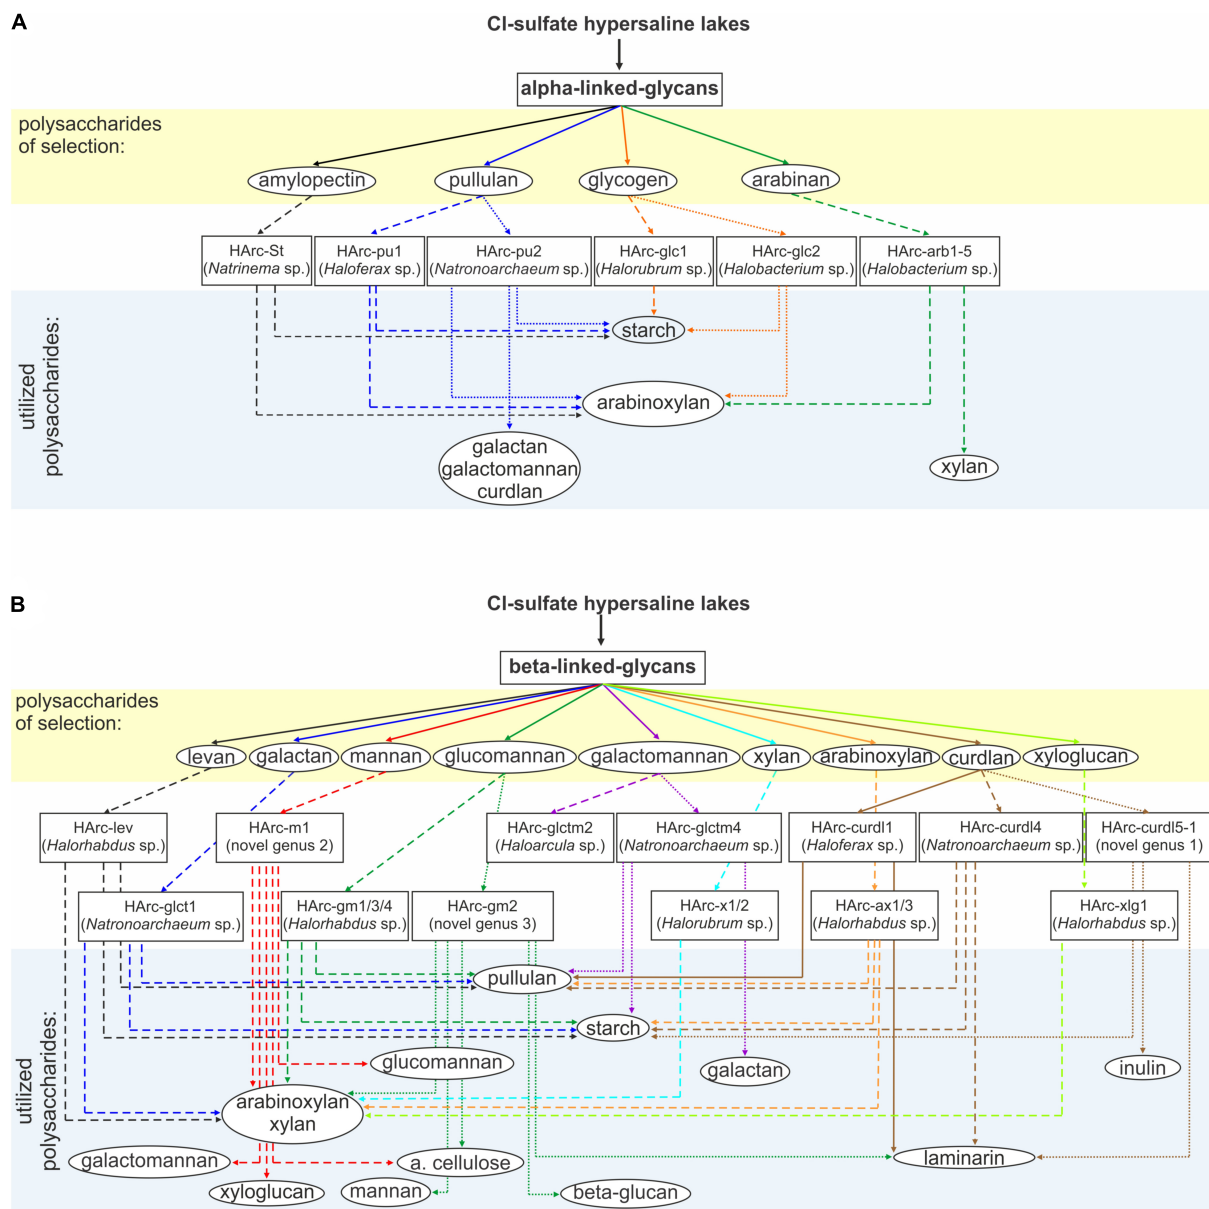 A
Cl-sulfate hypersaline lakes
alpha-linked-glycans
polysaccharides
of selection:
amylopectin
pullulan
glycogen
arabinan
HArc-St
(Natrinema sp.)
HArc-pu1
(Haloferax sp.)
HArc-pu2
(Natronoarchaeum sp.)
HArc-glc1
(Halorubrum sp.)
HArc-glc2
(Halobacterium sp.)
HArc-arb1-5
(Halobacterium sp.)
utilized
polysaccharides:
starch
arabinoxylan
galactan
galactomannan
curdlan
xylan
B
Cl-sulfate hypersaline lakes
beta-linked-glycans
polysaccharides
of selection:
levan
galactan
mannan
glucomannan
galactomannan
xylan
arabinoxylan
curdlan
xyloglucan
HArc-lev
(Halorhabdus sp.)
HArc-m1
(novel genus 2)
HArc-glctm2
(Haloarcula sp.)
HArc-glctm4
(Natronoarchaeum sp.)
HArc-curdl1
(Haloferax sp.)
HArc-curdl4
(Natronoarchaeum sp.)
HArc-curdl5-1
(novel genus 1)
HArc-glct1
(Natronoarchaeum sp.)
HArc-gm1/3/4
(Halorhabdus sp.)
HArc-gm2
(novel genus 3)
HArc-x1/2
(Halorubrum sp.)
HArc-ax1/3
(Halorhabdus sp.)
HArc-xlg1
(Halorhabdus sp.)
utilized
polysaccharides:
pullulan
starch
glucomannan
galactan
inulin
arabinoxylan
xylan
galactomannan
a. cellulose
laminarin
xyloglucan
mannan
beta-glucan